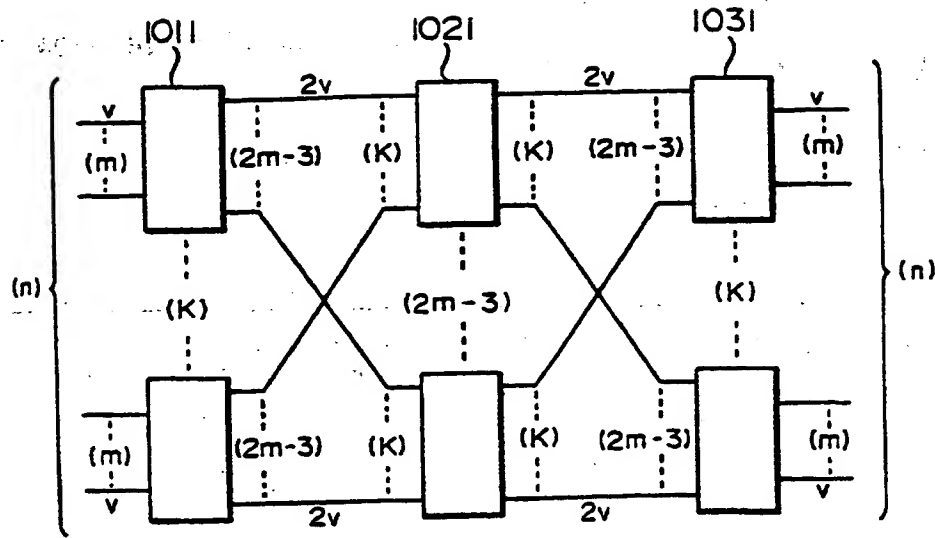 1011 1021 1031
v 2v 2v v
(m) (2m-3) (K) (K) (2m-3) (m)
(n) (K) (2m-3) (K) (n)
(m) (2m-3) (K) (K) (2m-3) (m)
v 2v 2v v